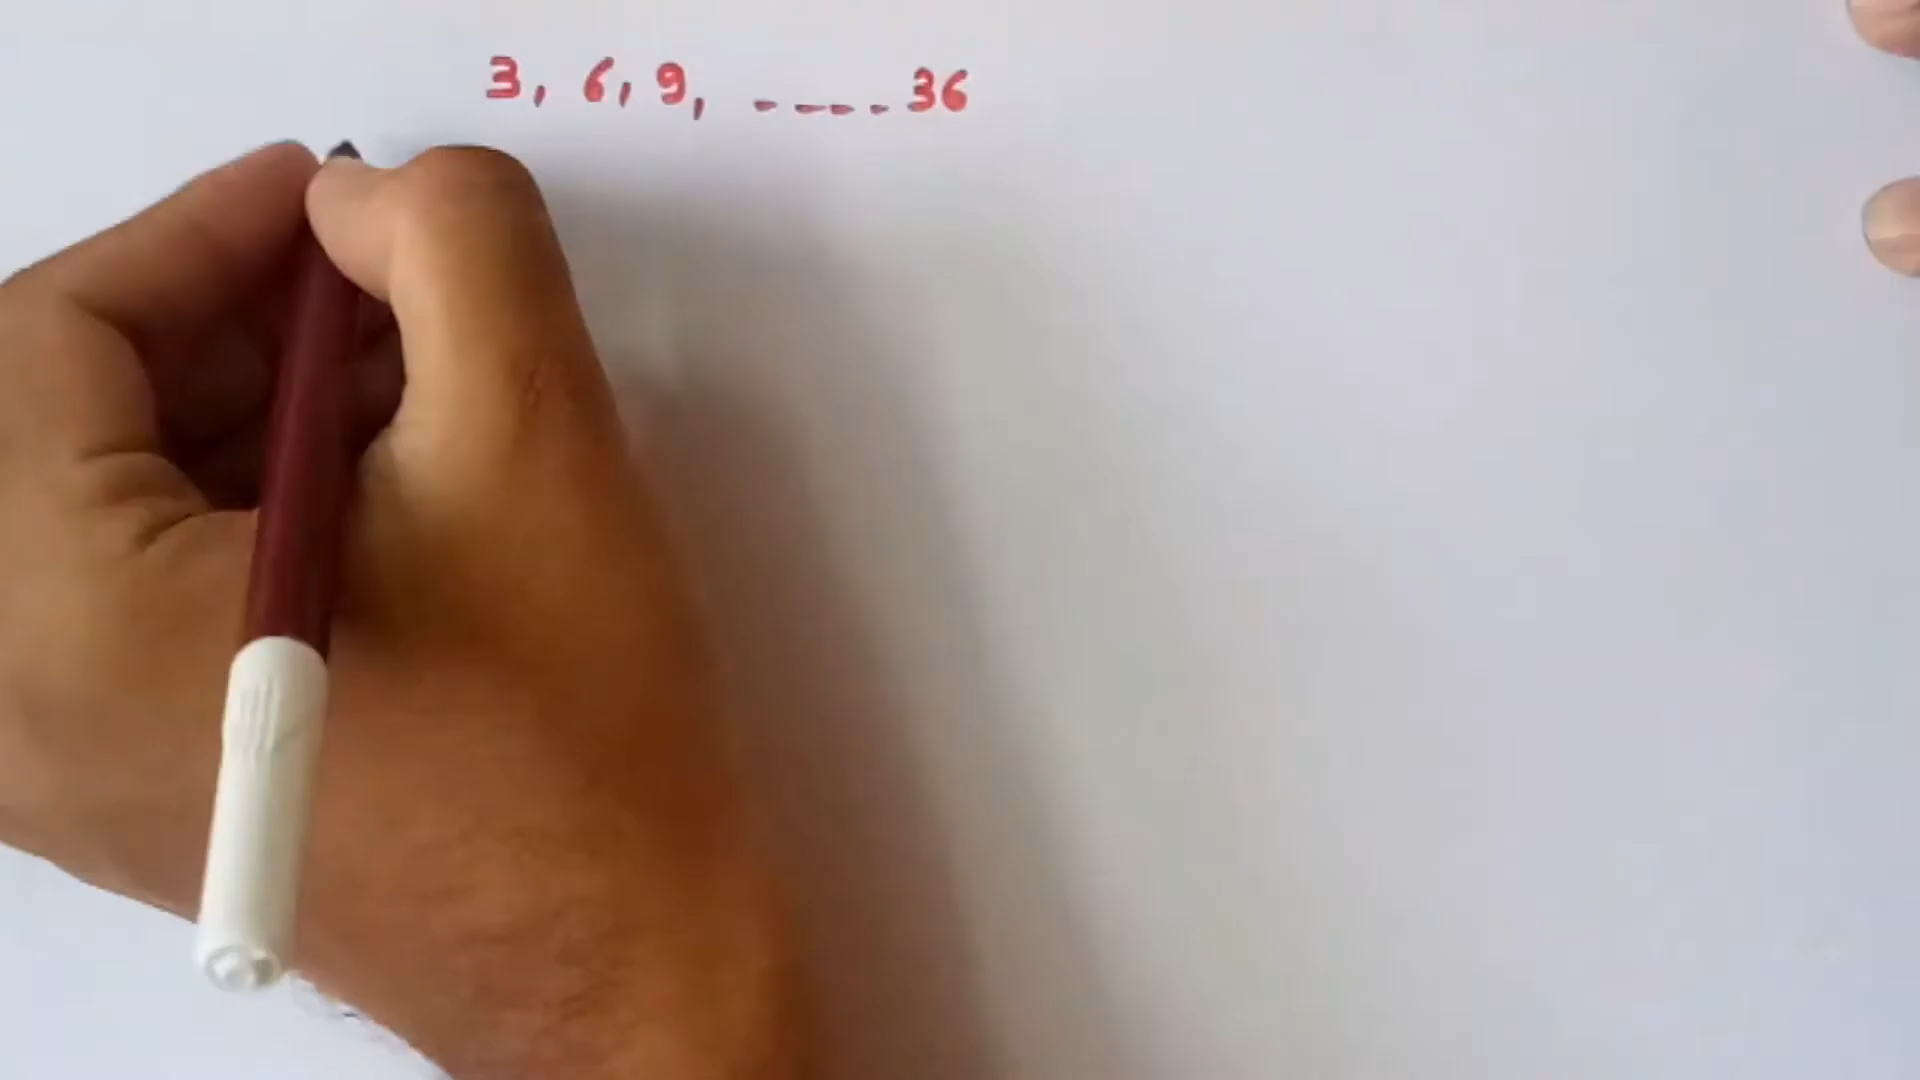 3, 6, 9, - - - - 36